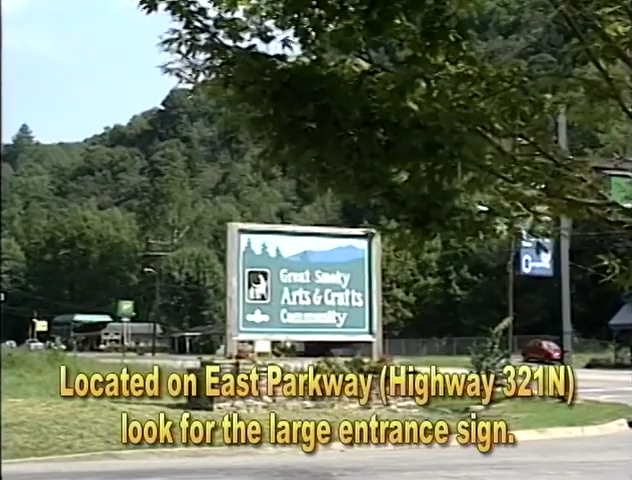 Great Smoky
Arts & Crafts
Community
Located on East Parkway (Highway 321N)
look for the large entrance sign.